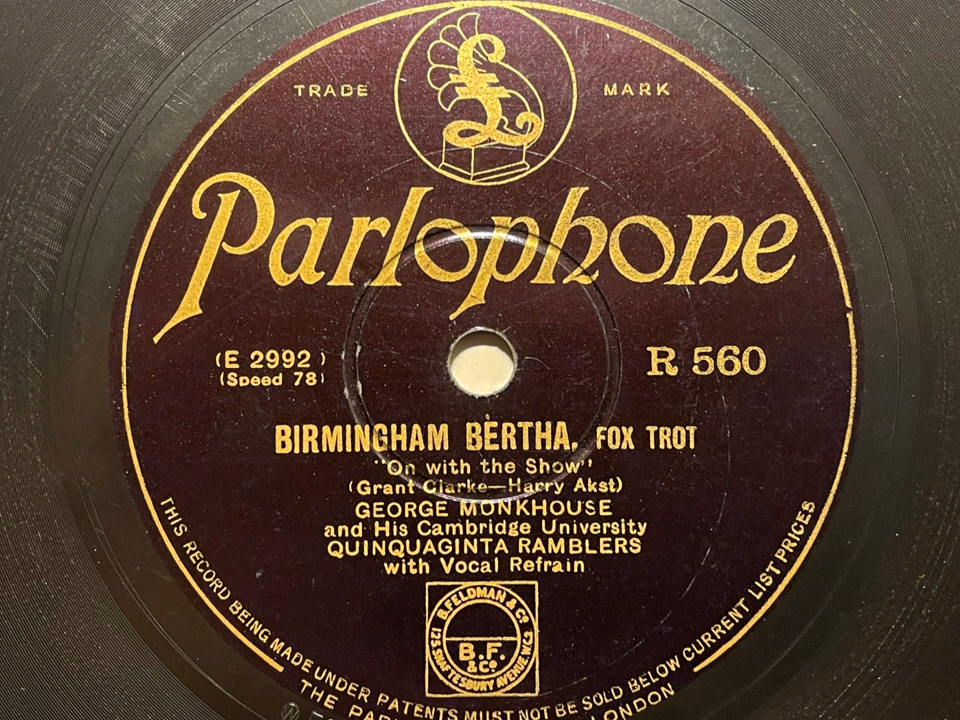 TRADE MARK
£
Parlophone
(E 2992)
(Speed 78)
R 560
BIRMINGHAM BERTHA. FOX TROT
"On with the Show"
(Grant Clarke—Harry Akst)
GEORGE MONKHOUSE
and His Cambridge University
QUINQUAGINTA RAMBLERS
with Vocal Refrain
B. FELDMAN & Co
125, SHAFTESBURY AVENUE W.C.2
B.F.
& Co
THIS RECORD BEING MADE UNDER PATENTS MUST NOT BE SOLD BELOW CURRENT LIST PRICES
THE
LONDON